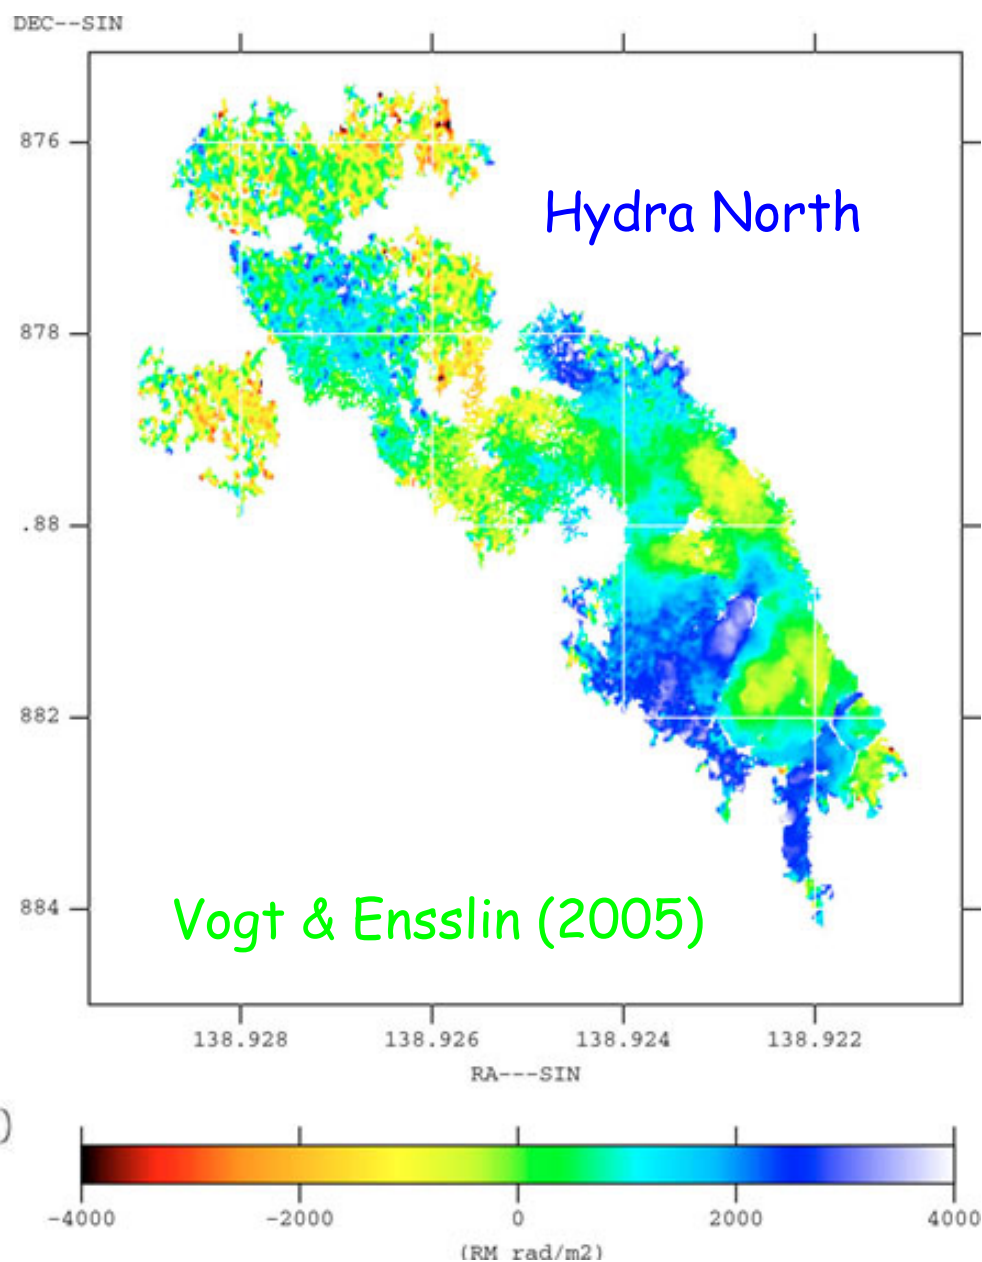 DEC--SIN
876
Hydra North
878
.88
882
884
Vogt & Ensslin (2005)
138.928 138.926 138.924 138.922
RA---SIN
)
-4000 -2000 0 2000 4000
(RM rad/m2)